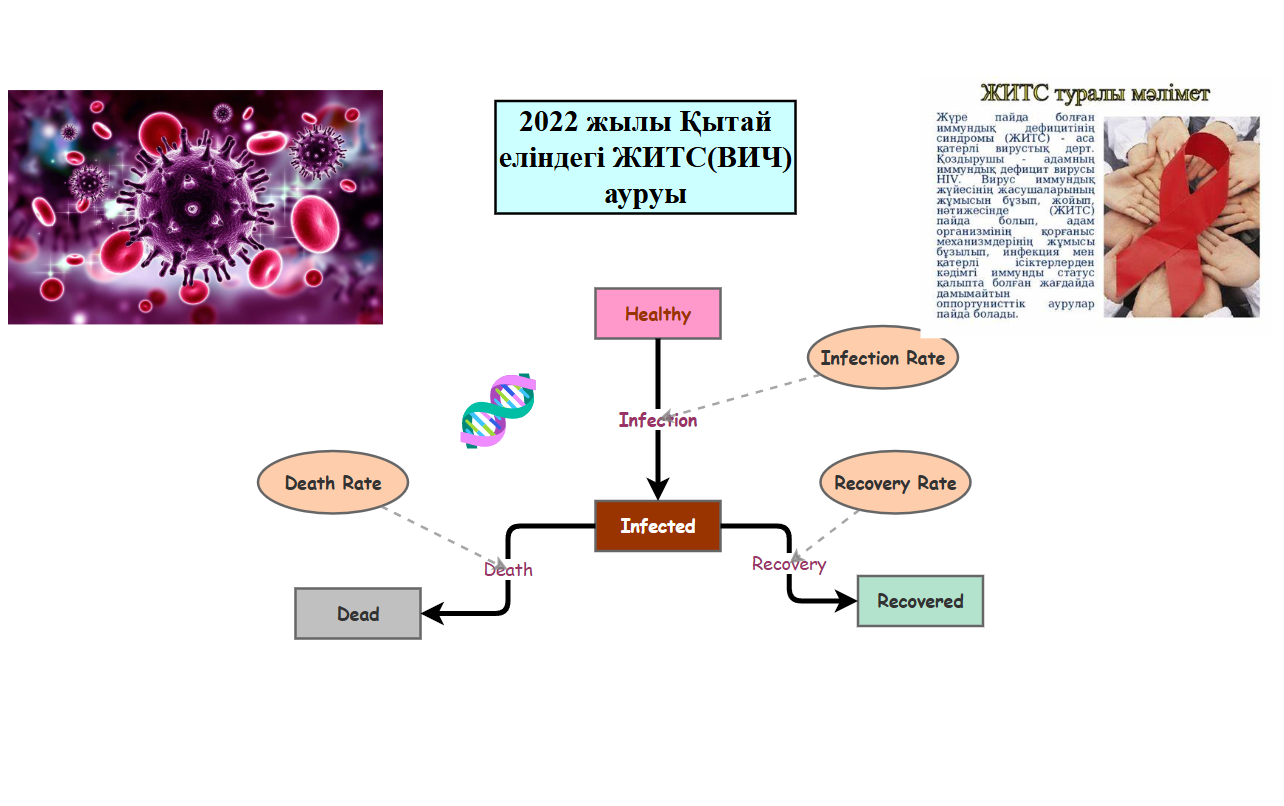 2022 жылы Қытай
еліндегі ЖИТС(ВИЧ)
ауруы
ЖИТС туралы мәлімет
Жүре пайда болған
иммундық дефицитінің
синдромы (ЖИТС) - аса
қатерлі вирустық дерт.
Қоздырушы - адамның
иммундық дефицит вирусы
HIV. Вирус иммундық
жүйесінің жасушаларының
жұмысын бұзып, жойып,
нәтижесінде (ЖИТС)
пайда болып, адам
организмінің қорғаныс
механизмдерінің жұмысы
бұзылып, инфекция мен
қатерлі ісіктерлерден
кәдімгі иммунды статус
қалыпта болған жағдайда
дамымайтын
оппортунисттік аурулар
пайда болады.
Healthy
Infection Rate
Infection
Death Rate
Recovery Rate
Infected
Death
Recovery
Dead
Recovered